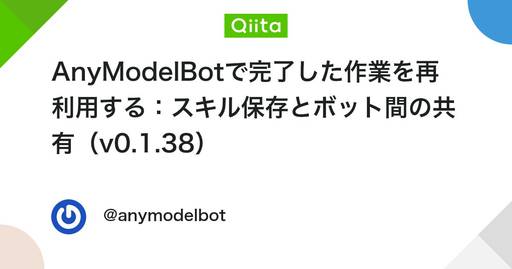 Qiita
AnyModelBotで完了した作業を再
利用する：スキル保存とボット間の共
有（v0.1.38）
@anymodelbot